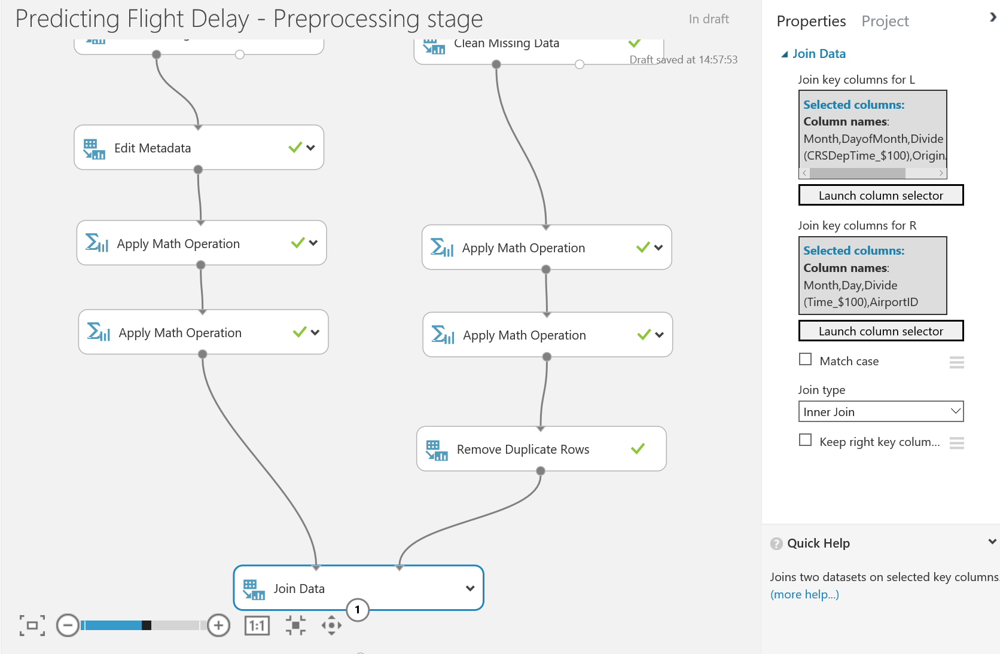 Predicting Flight Delay - Preprocessing stage
In draft
Clean Missing Data
Draft saved at 14:57:53
Edit Metadata
Apply Math Operation
Apply Math Operation
Apply Math Operation
Apply Math Operation
Remove Duplicate Rows
Join Data
1
1:1
Properties
Project
Join Data
Join key columns for L
Selected columns:
Column names:
Month,DayofMonth,Divide
(CRSDepTime_$100),Origin
Launch column selector
Join key columns for R
Selected columns:
Column names:
Month,Day,Divide
(Time_$100),AirportID
Launch column selector
Match case
Join type
Inner Join
Keep right key colum...
? Quick Help
Joins two datasets on selected key columns.
(more help...)